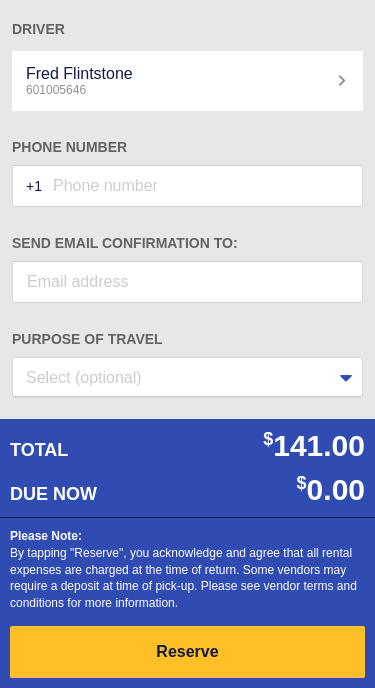 DRIVER
Fred Flintstone
601005646
PHONE NUMBER
+1 Phone number
SEND EMAIL CONFIRMATION TO:
Email address
PURPOSE OF TRAVEL
Select (optional)
TOTAL $141.00
DUE NOW $0.00
Please Note:
By tapping "Reserve", you acknowledge and agree that all rental
expenses are charged at the time of return. Some vendors may
require a deposit at time of pick-up. Please see vendor terms and
conditions for more information.
Reserve